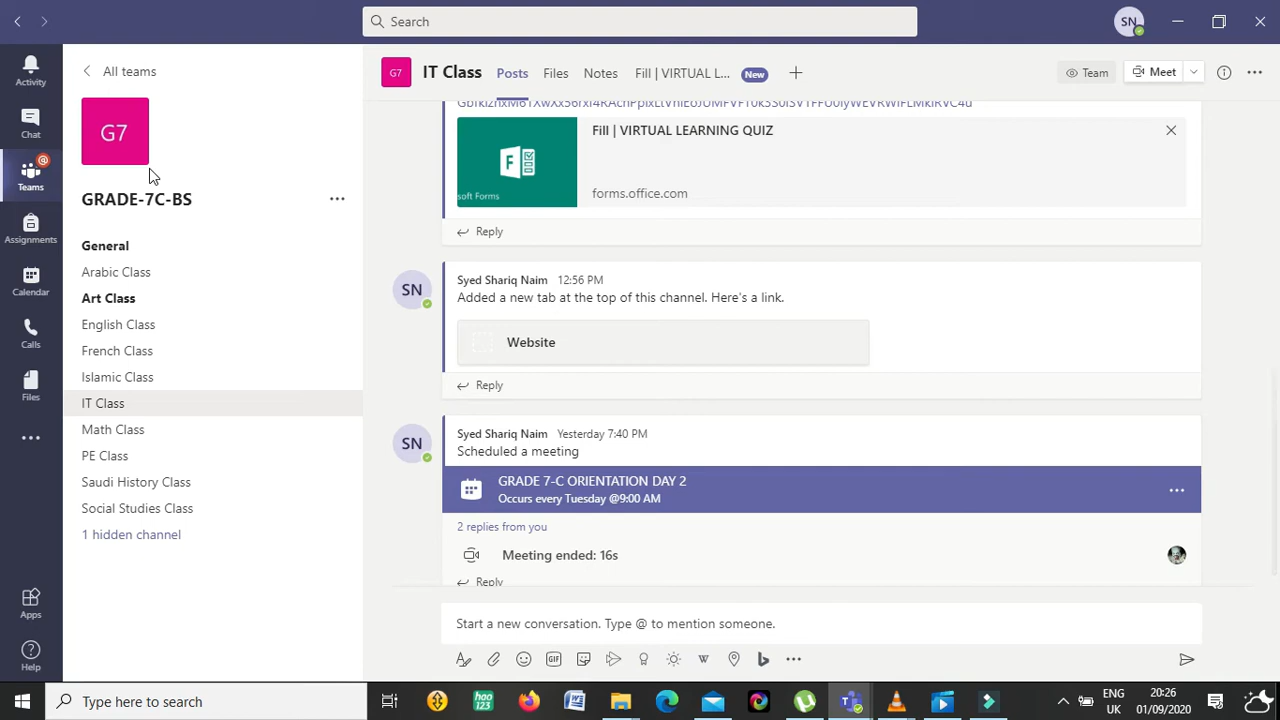 Search
SN
Activity
Chat
Teams
Assignments
Calendar
Calls
Files
Apps
Help
All teams
G7
GRADE-7C-BS
General
Arabic Class
Art Class
English Class
French Class
Islamic Class
IT Class
Math Class
PE Class
Saudi History Class
Social Studies Class
1 hidden channel
G7
IT Class
Posts
Files
Notes
Fill | VIRTUAL L...
New
Team
Meet
Fill | VIRTUAL LEARNING QUIZ
soft Forms
forms.office.com
Reply
SN
Syed Shariq Naim 12:56 PM
Added a new tab at the top of this channel. Here's a link.
Website
Reply
SN
Syed Shariq Naim Yesterday 7:40 PM
Scheduled a meeting
GRADE 7-C ORIENTATION DAY 2
Occurs every Tuesday @9:00 AM
2 replies from you
Meeting ended: 16s
Reply
Start a new conversation. Type @ to mention someone.
GIF
Type here to search
hao
123
ENG
UK
20:26
01/09/2020